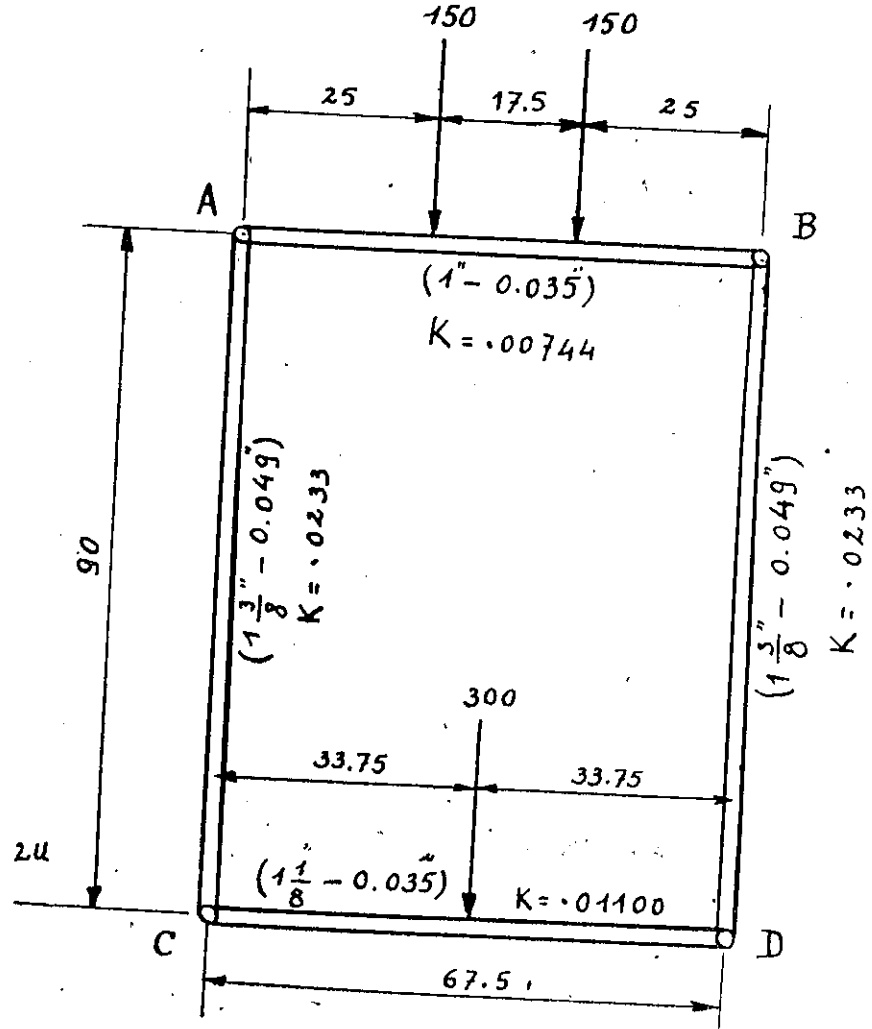 150 150
25 17.5 25
A B
(1" - 0.035")
K = .00744
90
(1 3/8" - 0.049")
K = .0233
(1 3/8" - 0.049")
K = .0233
300
33.75 33.75
24
(1 1/8" - 0.035") K = .01100
C D
67.5